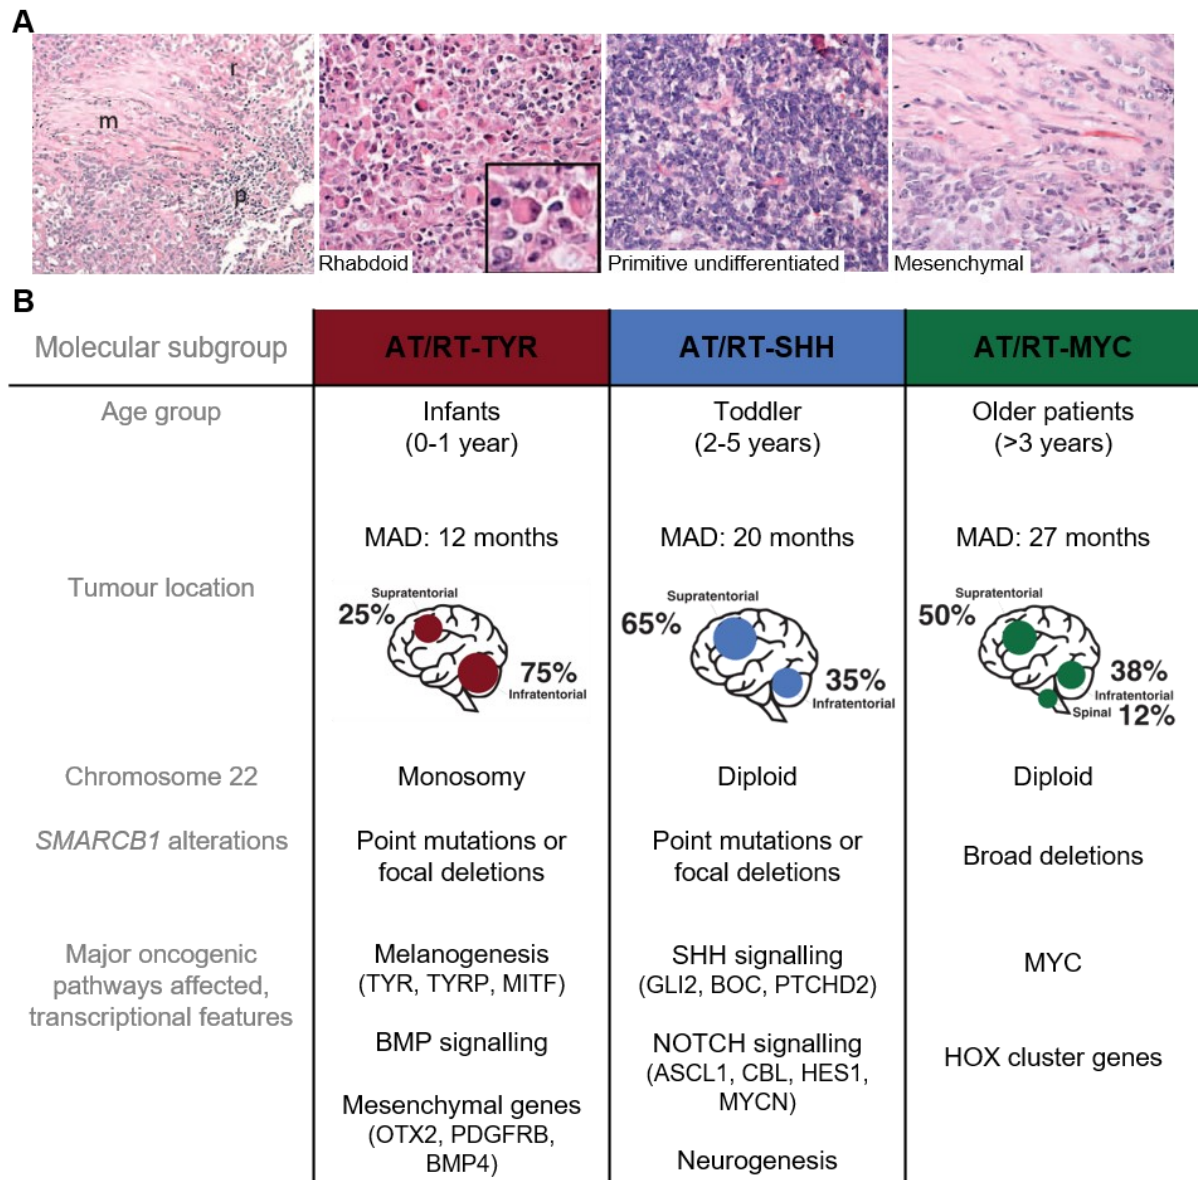 A
r
m
p
Rhabdoid
Primitive undifferentiated
Mesenchymal
B
Molecular subgroup
AT/RT-TYR
AT/RT-SHH
AT/RT-MYC
Age group
Infants
(0-1 year)
Toddler
(2-5 years)
Older patients
(>3 years)
MAD: 12 months
MAD: 20 months
MAD: 27 months
Tumour location
Supratentorial
25%
75%
Infratentorial
Supratentorial
65%
35%
Infratentorial
Supratentorial
50%
38%
Infratentorial
Spinal 12%
Chromosome 22
Monosomy
Diploid
Diploid
SMARCB1 alterations
Point mutations or
focal deletions
Point mutations or
focal deletions
Broad deletions
Major oncogenic
pathways affected,
transcriptional features
Melanogenesis
(TYR, TYRP, MITF)
BMP signalling
Mesenchymal genes
(OTX2, PDGFRB,
BMP4)
SHH signalling
(GLI2, BOC, PTCHD2)
NOTCH signalling
(ASCL1, CBL, HES1,
MYCN)
Neurogenesis
MYC
HOX cluster genes